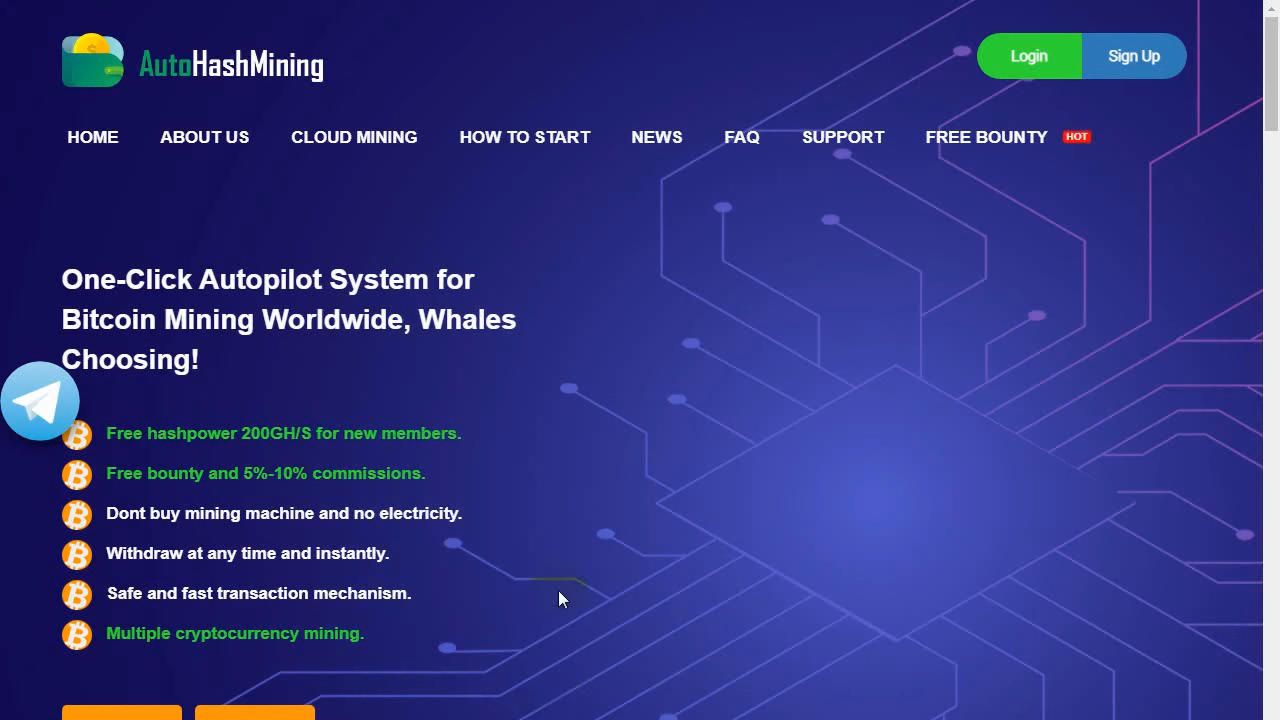 AutoHashMining
Login
Sign Up
HOME
ABOUT US
CLOUD MINING
HOW TO START
NEWS
FAQ
SUPPORT
FREE BOUNTY
HOT
One-Click Autopilot System for
Bitcoin Mining Worldwide, Whales
Choosing!
Free hashpower 200GH/S for new members.
Free bounty and 5%-10% commissions.
Dont buy mining machine and no electricity.
Withdraw at any time and instantly.
Safe and fast transaction mechanism.
Multiple cryptocurrency mining.